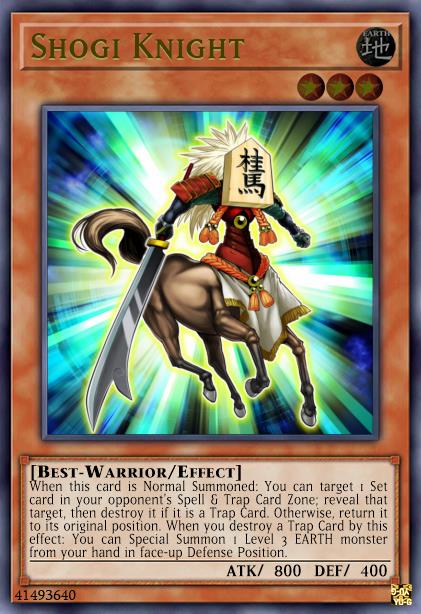 Shogi Knight
EARTH
地
桂
馬
[Best-Warrior/Effect]
When this card is Normal Summoned: You can target 1 Set
card in your opponent's Spell & Trap Card Zone; reveal that
target, then destroy it if it is a Trap Card. Otherwise, return it
to its original position. When you destroy a Trap Card by this
effect: You can Special Summon 1 Level 3 EARTH monster
from your hand in face-up Defense Position.
ATK/ 800 DEF/ 400
41493640